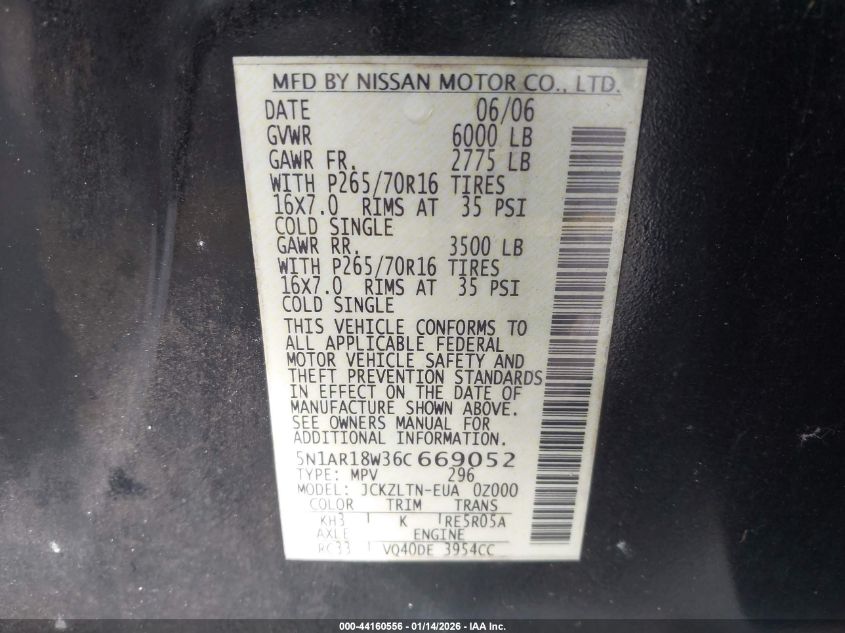 MFD BY NISSAN MOTOR CO., LTD.
DATE 06/06
GVWR 6000 LB
GAWR FR. 2775 LB
WITH P265/70R16 TIRES
16X7.0 RIMS AT 35 PSI
COLD SINGLE
GAWR RR. 3500 LB
WITH P265/70R16 TIRES
16X7.0 RIMS AT 35 PSI
COLD SINGLE
THIS VEHICLE CONFORMS TO
ALL APPLICABLE FEDERAL
MOTOR VEHICLE SAFETY AND
THEFT PREVENTION STANDARDS
IN EFFECT ON THE DATE OF
MANUFACTURE SHOWN ABOVE.
SEE OWNERS MANUAL FOR
ADDITIONAL INFORMATION.
5N1AR18W36C669052
TYPE: MPV 296
MODEL: JCKZLTN-EUA 0Z000
COLOR TRIM TRANS
KH3 K RE5R05A
AXLE ENGINE
RC33 VQ40DE 3954CC
000-44160556 - 01/14/2026 - IAA Inc.